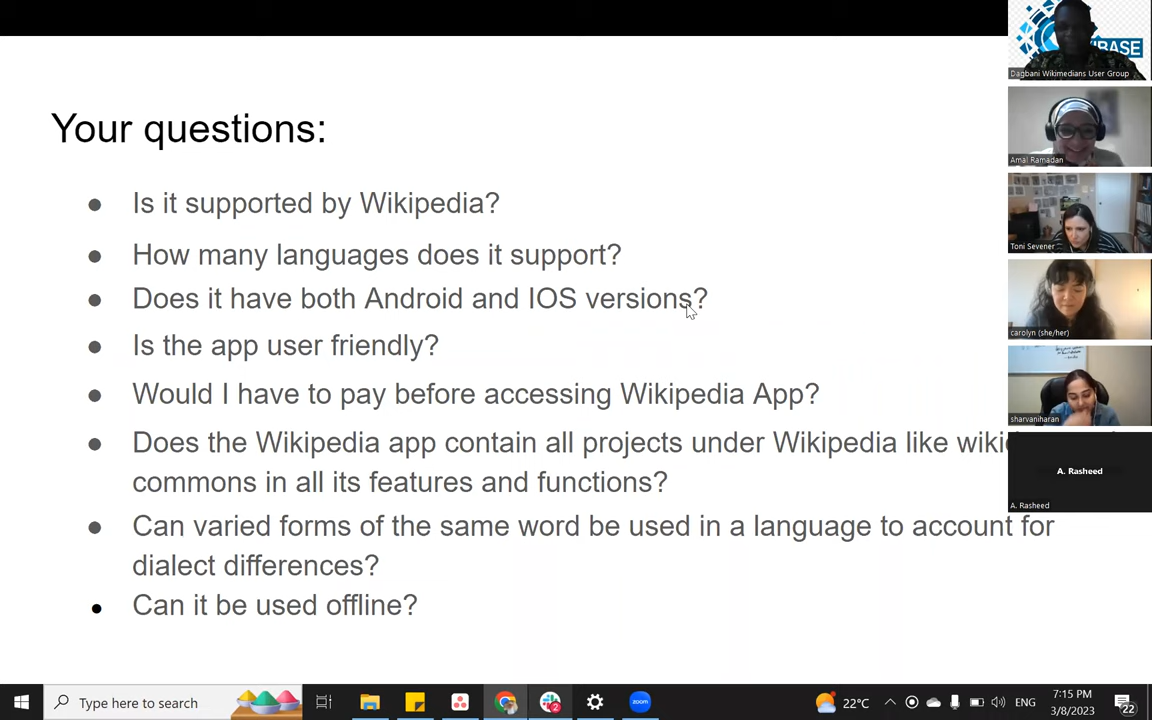 Your questions:
Is it supported by Wikipedia?
How many languages does it support?
Does it have both Android and IOS versions?
Is the app user friendly?
Would I have to pay before accessing Wikipedia App?
Does the Wikipedia app contain all projects under Wikipedia like
commons in all its features and functions?
Can varied forms of the same word be used in a language to account for
dialect differences?
Can it be used offline?
Dagbani Wikimedians User Group
Amal Ramadan
Toni Sevener
carolyn (she/her)
sharvaniharan
A. Rasheed
A. Rasheed
Type here to search
2
zoom
22°C
ENG
7:15 PM
3/8/2023
22